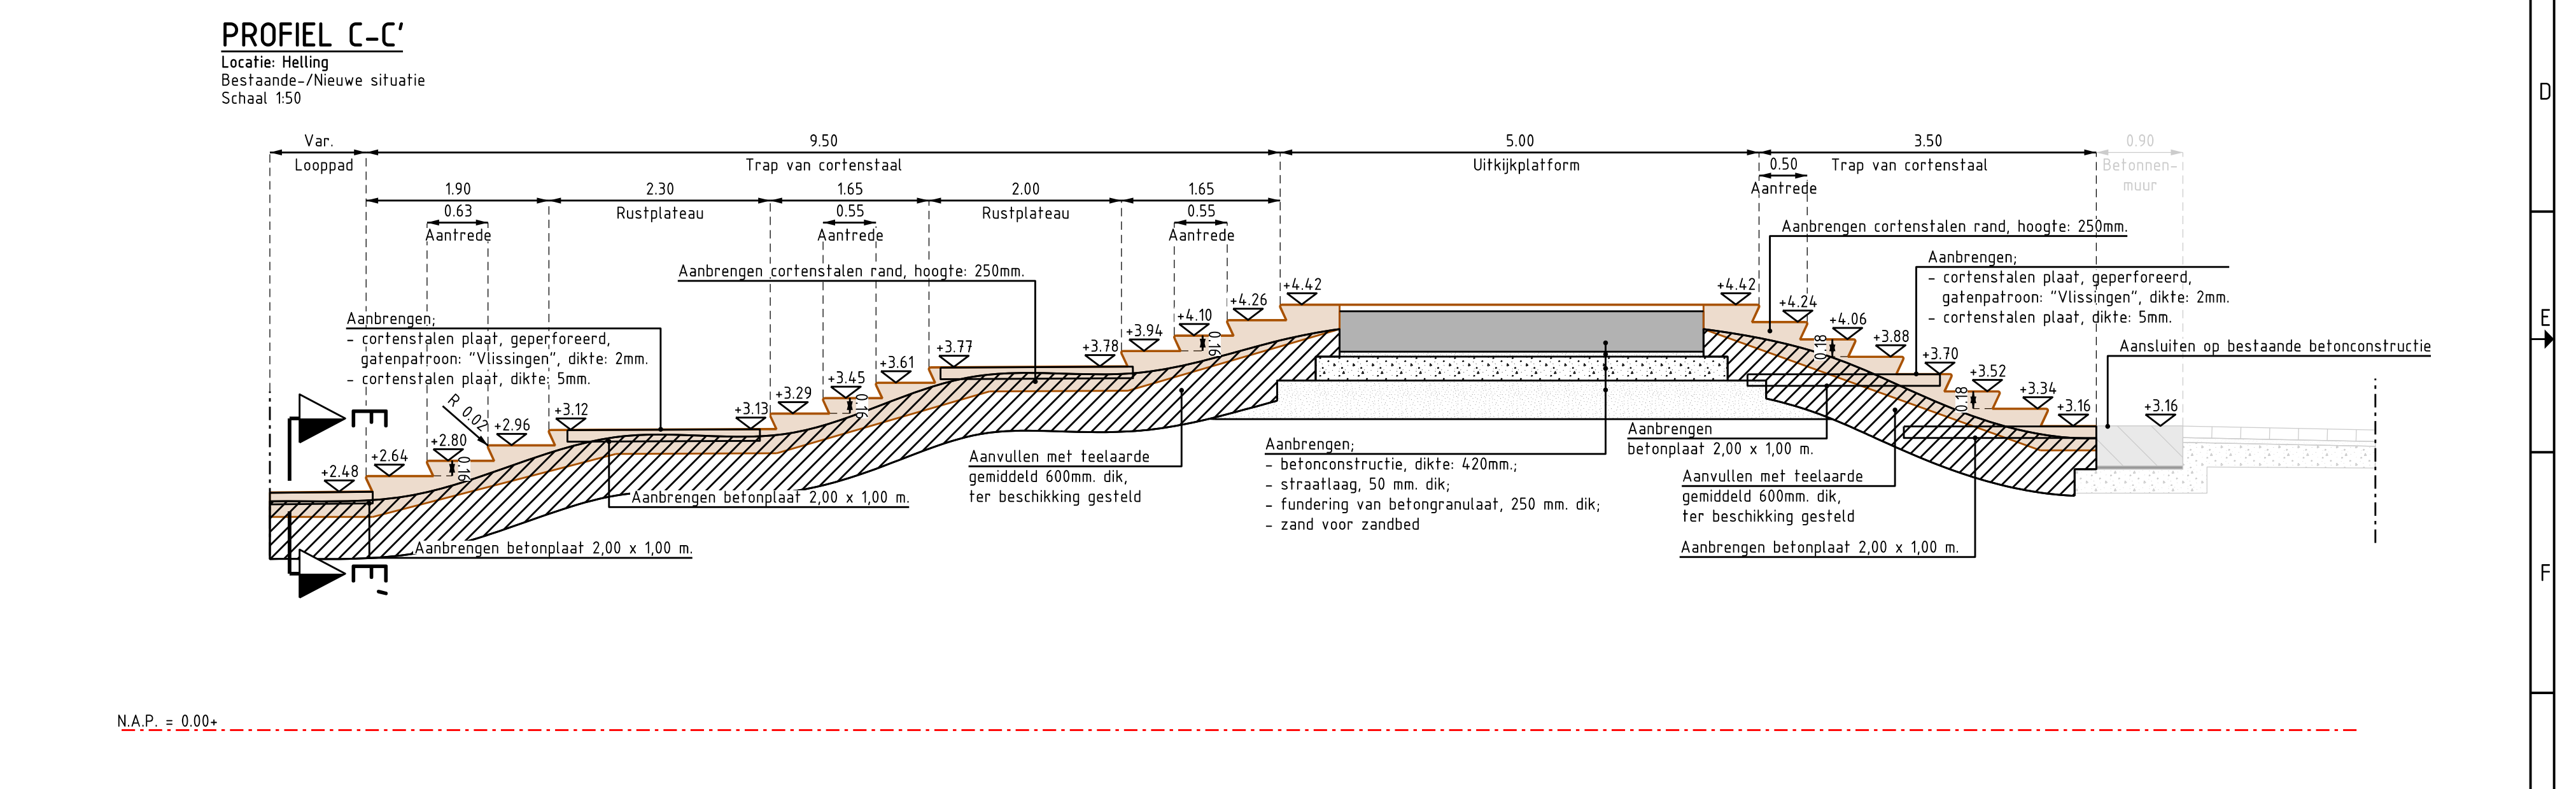 PROFIEL C-C'
Locatie: Helling
Bestaande-/Nieuwe situatie
Schaal 1:50
D
Var.
9.50
5.00
3.50
0.90
Looppad
Trap van cortenstaal
Uitkijkplatform
0.50
Trap van cortenstaal
Betonnen-
muur
Aantrede
1.90
2.30
1.65
2.00
1.65
0.63
Rustplateau
0.55
Rustplateau
0.55
Aantrede
Aantrede
Aantrede
Aanbrengen cortenstalen rand, hoogte: 250mm.
Aanbrengen;
- cortenstalen plaat, geperforeerd,
gatenpatroon: "Vlissingen", dikte: 2mm.
- cortenstalen plaat, dikte: 5mm.
Aanbrengen cortenstalen rand, hoogte: 250mm.
Aanbrengen;
- cortenstalen plaat, geperforeerd,
gatenpatroon: "Vlissingen", dikte: 2mm.
- cortenstalen plaat, dikte: 5mm.
Aansluiten op bestaande betonconstructie
E
R 0.02
+2.48
+2.64
+2.80
0.16
+2.96
+3.12
+3.13
+3.29
+3.45
0.16
+3.61
+3.77
+3.78
+3.94
+4.10
0.16
+4.26
+4.42
+4.42
+4.24
+4.06
0.18
+3.88
+3.70
+3.52
0.18
+3.34
+3.16
+3.16
E
E'
Aanbrengen betonplaat 2,00 x 1,00 m.
Aanbrengen betonplaat 2,00 x 1,00 m.
Aanvullen met teelaarde
gemiddeld 600mm. dik,
ter beschikking gesteld
Aanbrengen;
- betonconstructie, dikte: 420mm.;
- straatlaag, 50 mm. dik;
- fundering van betongranulaat, 250 mm. dik;
- zand voor zandbed
Aanbrengen
betonplaat 2,00 x 1,00 m.
Aanvullen met teelaarde
gemiddeld 600mm. dik,
ter beschikking gesteld
Aanbrengen betonplaat 2,00 x 1,00 m.
F
N.A.P. = 0.00+